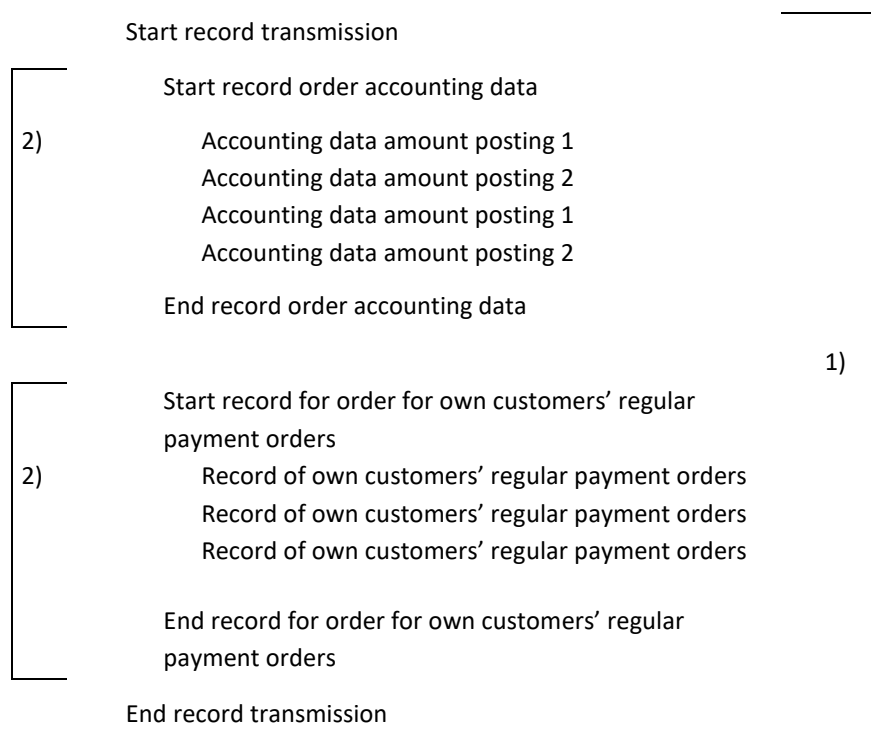 Start record transmission
Start record order accounting data
2) Accounting data amount posting 1
Accounting data amount posting 2
Accounting data amount posting 1
Accounting data amount posting 2
End record order accounting data
1)
Start record for order for own customers’ regular
payment orders
2) Record of own customers’ regular payment orders
Record of own customers’ regular payment orders
Record of own customers’ regular payment orders
End record for order for own customers’ regular
payment orders
End record transmission